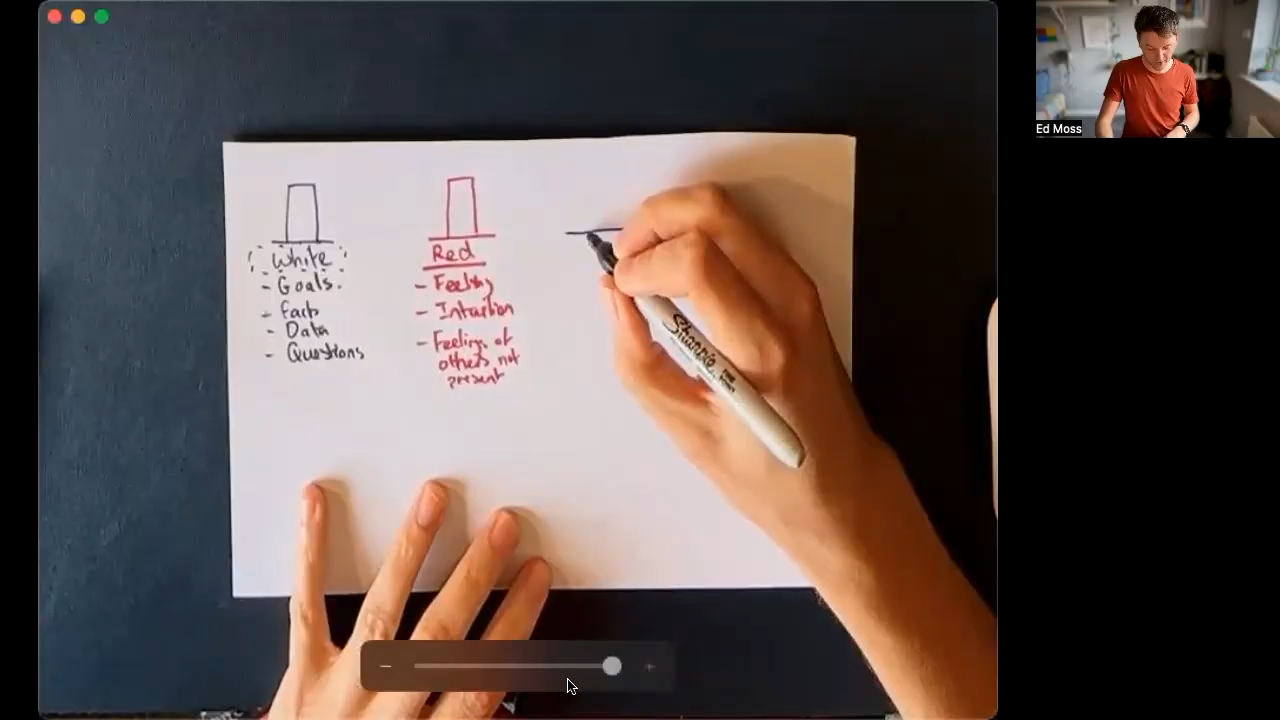 White
- Goals.
- Facts
- Data
- Questions
Red
- Feeling
- Intuition
- Feelings of
others not
present
Sharpie
Ed Moss